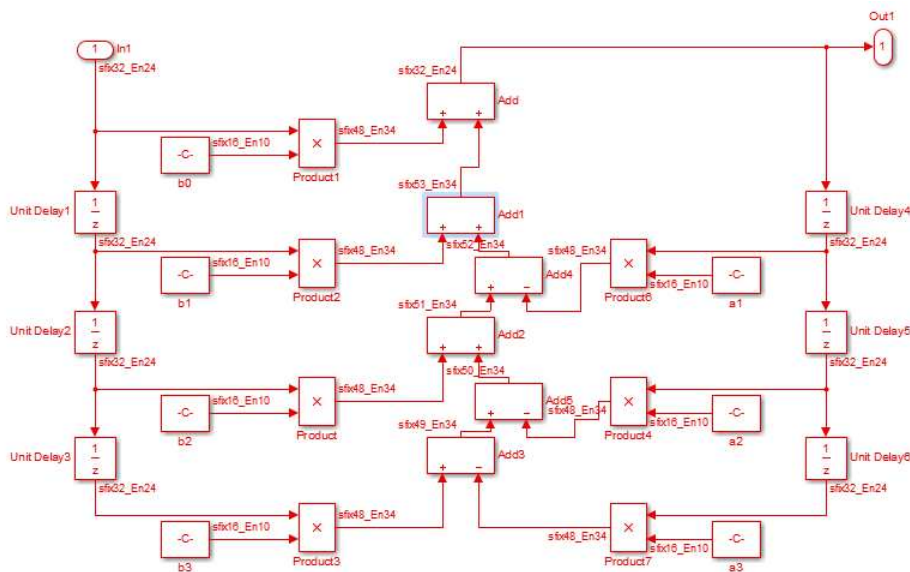 Out1
1
In1
1
sfix32_En24
sfix32_En24
Add
+ +
sfix48_En34
sfix16_En10
×
-C-
Product1
b0
sfix53_En34
Unit Delay1
1
z
Add1
+ +
1
z
Unit Delay4
sfix32_En24
sfix52_En34
sfix48_En34
sfix32_En24
sfix16_En10
×
sfix48_En34
-C-
Product2
b1
Add4
+ −
×
Product6
sfix16_En10
-C-
a1
sfix51_En34
Unit Delay2
1
z
Add2
+ +
1
z
Unit Delay5
sfix32_En24
sfix50_En34
sfix32_En24
sfix48_En34
sfix16_En10
×
-C-
Product
b2
Add5
+ −
sfix48_En34
×
Product4
sfix16_En10
-C-
a2
sfix49_En34
Unit Delay3
1
z
Add3
+ −
1
z
Unit Delay6
sfix32_En24
sfix32_En24
sfix48_En34
sfix16_En10
×
-C-
Product3
b3
sfix48_En34
×
Product7
sfix16_En10
-C-
a3